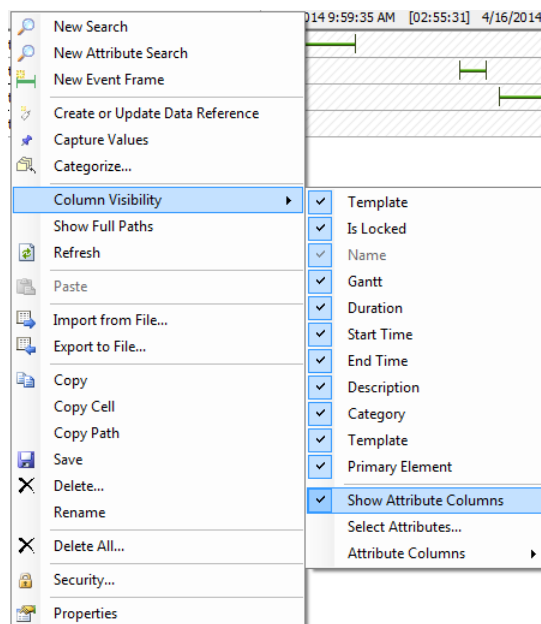 014 9:59:35 AM [02:55:31] 4/16/2014
New Search
New Attribute Search
New Event Frame
Create or Update Data Reference
Capture Values
Categorize...
Column Visibility
Show Full Paths
Refresh
Paste
Import from File...
Export to File...
Copy
Copy Cell
Copy Path
Save
Delete...
Rename
Delete All...
Security...
Properties
Template
Is Locked
Name
Gantt
Duration
Start Time
End Time
Description
Category
Template
Primary Element
Show Attribute Columns
Select Attributes...
Attribute Columns